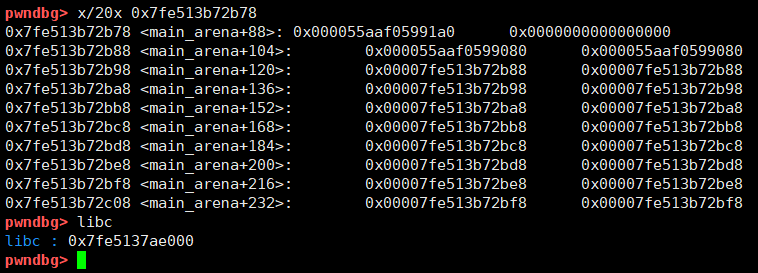 pwndbg> x/20x 0x7fe513b72b78
0x7fe513b72b78 <main_arena+88>: 0x000055aaf05991a0 0x0000000000000000
0x7fe513b72b88 <main_arena+104>: 0x000055aaf0599080 0x000055aaf0599080
0x7fe513b72b98 <main_arena+120>: 0x00007fe513b72b88 0x00007fe513b72b88
0x7fe513b72ba8 <main_arena+136>: 0x00007fe513b72b98 0x00007fe513b72b98
0x7fe513b72bb8 <main_arena+152>: 0x00007fe513b72ba8 0x00007fe513b72ba8
0x7fe513b72bc8 <main_arena+168>: 0x00007fe513b72bb8 0x00007fe513b72bb8
0x7fe513b72bd8 <main_arena+184>: 0x00007fe513b72bc8 0x00007fe513b72bc8
0x7fe513b72be8 <main_arena+200>: 0x00007fe513b72bd8 0x00007fe513b72bd8
0x7fe513b72bf8 <main_arena+216>: 0x00007fe513b72be8 0x00007fe513b72be8
0x7fe513b72c08 <main_arena+232>: 0x00007fe513b72bf8 0x00007fe513b72bf8
pwndbg> libc
libc : 0x7fe5137ae000
pwndbg>